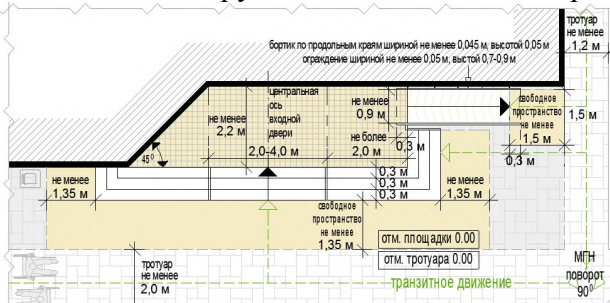 тротуар
не менее
1,2 м
бортик по продольным краям шириной не менее 0,045 м, высотой 0,05 м
ограждение шириной не менее 0,05 м, высотой 0,7-0,9 м
центральная
ось
входной
двери
не менее
2,2 м
не менее
0,9 м
свободное
пространство
не менее
1,5 м
1,5 м
не более
0,3 м
0,3 м
2,0-4,0 м
2,0 м
45⁰
0,3 м
0,3 м
0,3 м
не менее
1,35 м
не менее
1,35 м
свободное
пространство
не менее
1,35 м
отм. площадки 0.00
отм. тротуара 0.00
тротуар
не менее
2,0 м
транзитное движение
МГН
поворот
90⁰